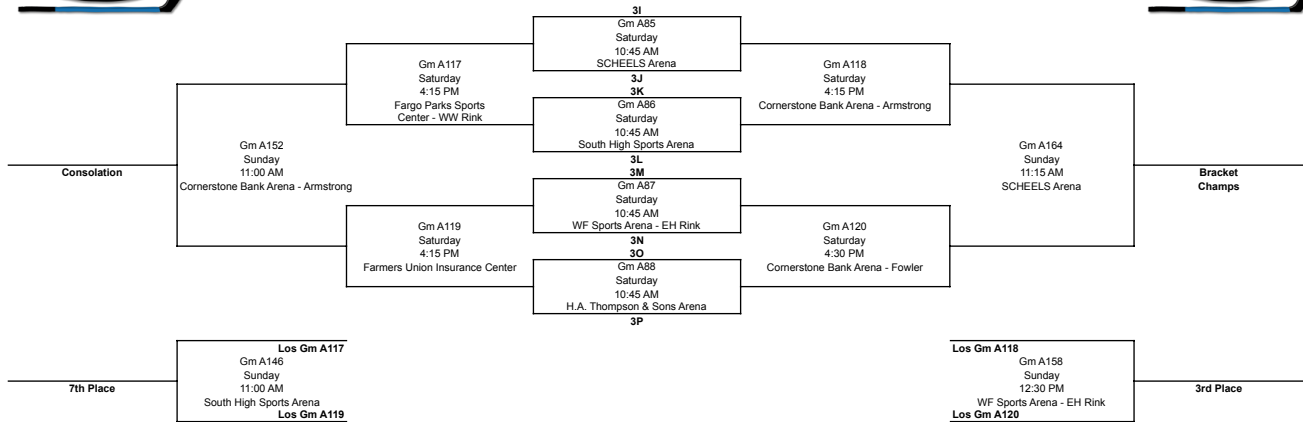 3I
Gm A85
Saturday
10:45 AM
SCHEELS Arena
3J
Gm A117
Saturday
4:15 PM
Fargo Parks Sports
Center - WW Rink
Gm A118
Saturday
4:15 PM
Cornerstone Bank Arena - Armstrong
3K
Gm A86
Saturday
10:45 AM
South High Sports Arena
3L
Gm A152
Sunday
11:00 AM
Cornerstone Bank Arena - Armstrong
Consolation
Gm A164
Sunday
11:15 AM
SCHEELS Arena
Bracket
Champs
3M
Gm A87
Saturday
10:45 AM
WF Sports Arena - EH Rink
3N
Gm A119
Saturday
4:15 PM
Farmers Union Insurance Center
Gm A120
Saturday
4:30 PM
Cornerstone Bank Arena - Fowler
3O
Gm A88
Saturday
10:45 AM
H.A. Thompson & Sons Arena
3P
Los Gm A117
Gm A146
Sunday
11:00 AM
South High Sports Arena
Los Gm A119
7th Place
Los Gm A118
Gm A158
Sunday
12:30 PM
WF Sports Arena - EH Rink
Los Gm A120
3rd Place